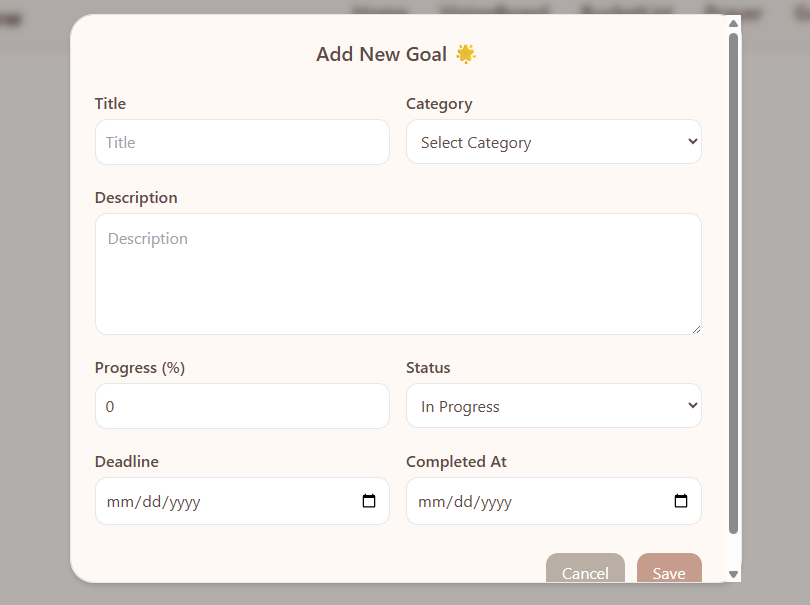 Add New Goal 🌟
Title Category
Title Select Category
Description
Description
Progress (%) Status
0 In Progress
Deadline Completed At
mm/dd/yyyy mm/dd/yyyy
Cancel Save